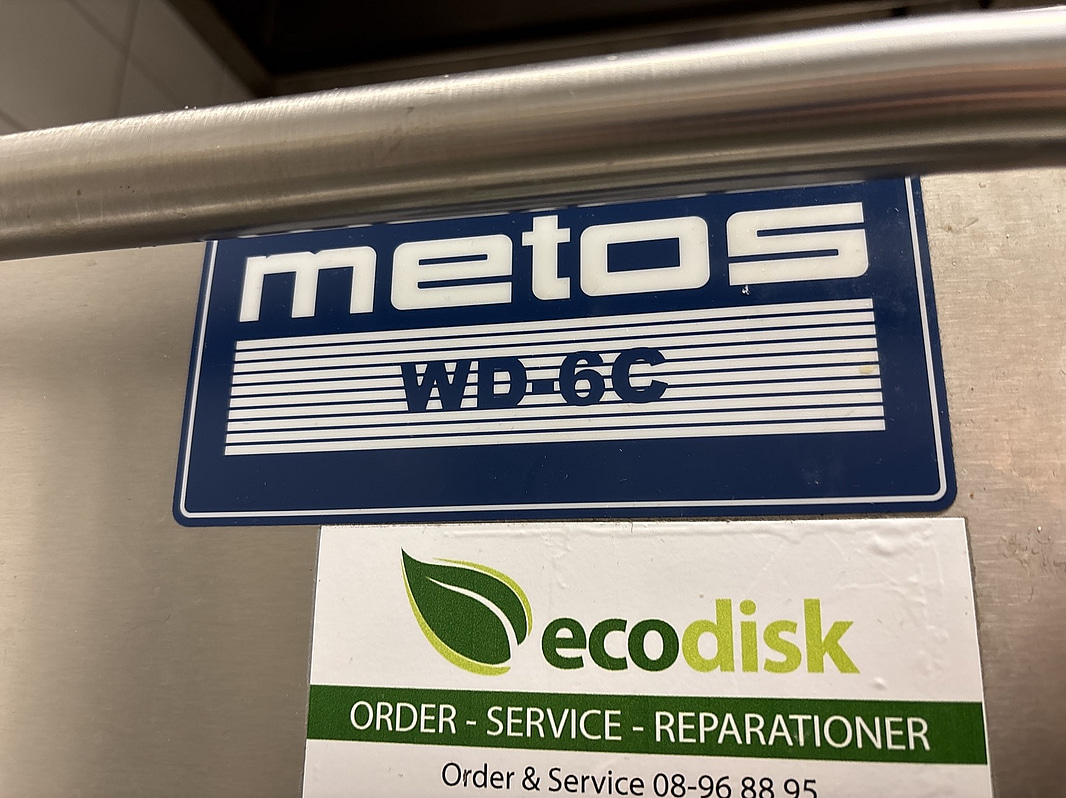 metos
WD-6C
ecodisk
ORDER - SERVICE - REPARATIONER
Order & Service 08-96 88 95